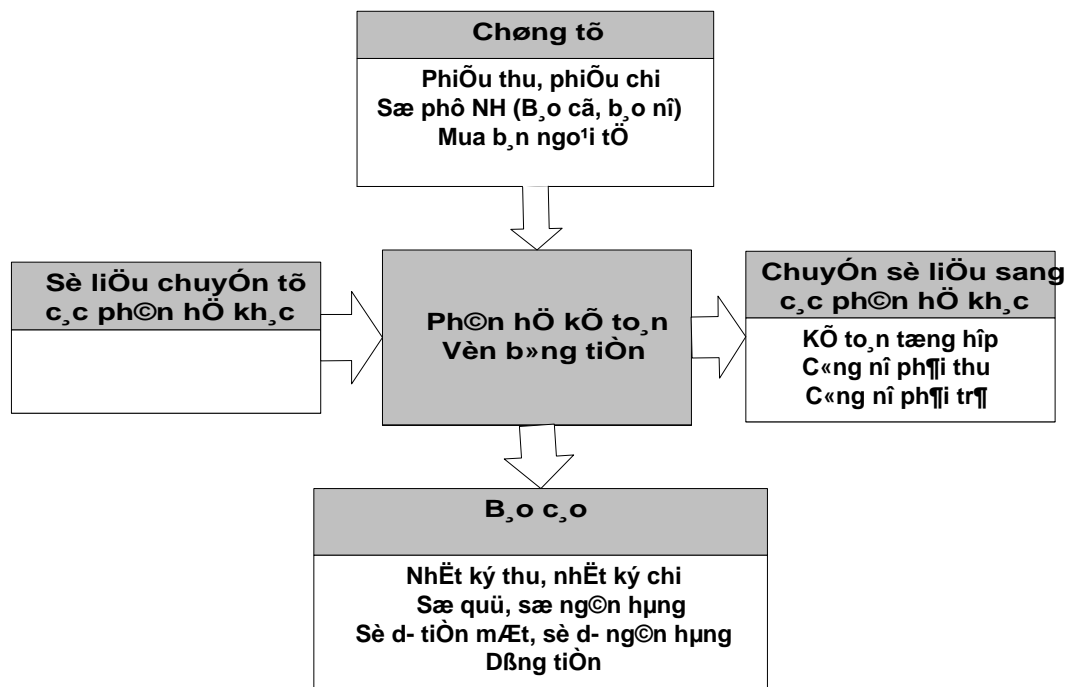 Chøng tõ
PhiÕu thu, phiÕu chi
Sæ phô NH (B¸o cã, b¸o nî)
Mua b¸n ngo¹i tÖ
Sè liÖu chuyÓn tõ
c¸c ph©n hÖ kh¸c
Ph©n hÖ kÕ to¸n
Vèn b»ng tiÒn
ChuyÓn sè liÖu sang
c¸c ph©n hÖ kh¸c
KÕ to¸n tæng hîp
C«ng nî ph¶i thu
C«ng nî ph¶i tr¶
B¸o c¸o
NhËt ký thu, nhËt ký chi
Sæ quü, sæ ng©n hµng
Sè d- tiÒn mÆt, sè d- ng©n hµng
Dßng tiÒn